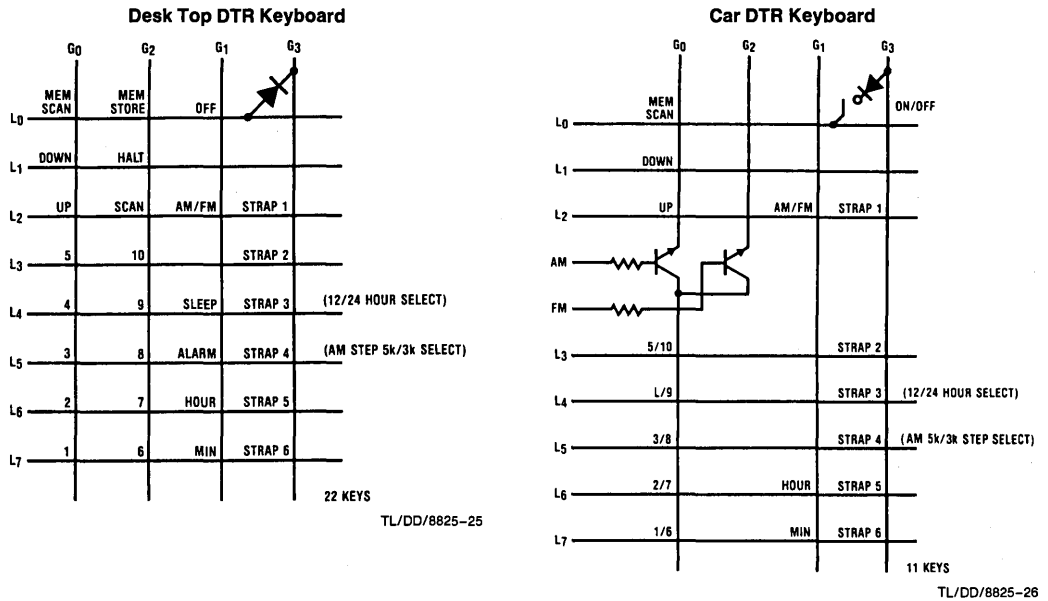 Desk Top DTR Keyboard
G0 G2 G1 G3
MEM SCAN
MEM STORE
OFF
L0
L1 DOWN HALT
L2 UP SCAN AM/FM STRAP 1
L3 5 10 STRAP 2
L4 4 9 SLEEP STRAP 3 (12/24 HOUR SELECT)
L5 3 8 ALARM STRAP 4 (AM STEP 5k/3k SELECT)
L6 2 7 HOUR STRAP 5
L7 1 6 MIN STRAP 6
22 KEYS
TL/DD/8825–25
Car DTR Keyboard
G0 G2 G1 G3
MEM SCAN
ON/OFF
L0
L1 DOWN
L2 UP AM/FM STRAP 1
AM
FM
L3 5/10 STRAP 2
L4 L/9 STRAP 3 (12/24 HOUR SELECT)
L5 3/8 STRAP 4 (AM 5k/3k STEP SELECT)
L6 2/7 HOUR STRAP 5
L7 1/6 MIN STRAP 6
11 KEYS
TL/DD/8825–26